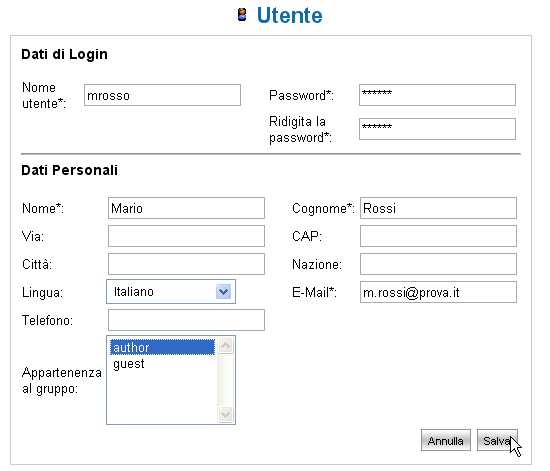 Utente
Dati di Login
Nome utente*: mrosso Password*: ******
Ridigita la password*: ******
Dati Personali
Nome*: Mario Cognome*: Rossi
Via: CAP:
Città: Nazione:
Lingua: Italiano E-Mail*: m.rossi@prova.it
Telefono:
Appartenenza al gruppo: author
guest
Annulla Salva